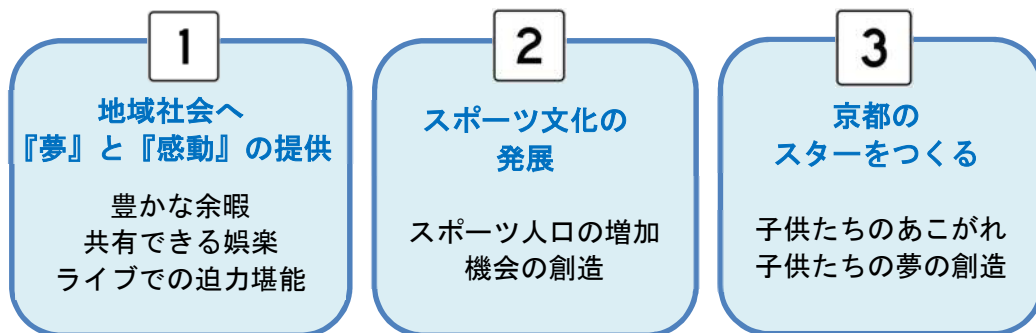 1
地域社会へ
『夢』と『感動』の提供
豊かな余暇
共有できる娯楽
ライブでの迫力堪能
2
スポーツ文化の
発展
スポーツ人口の増加
機会の創造
3
京都の
スターをつくる
子供たちのあこがれ
子供たちの夢の創造